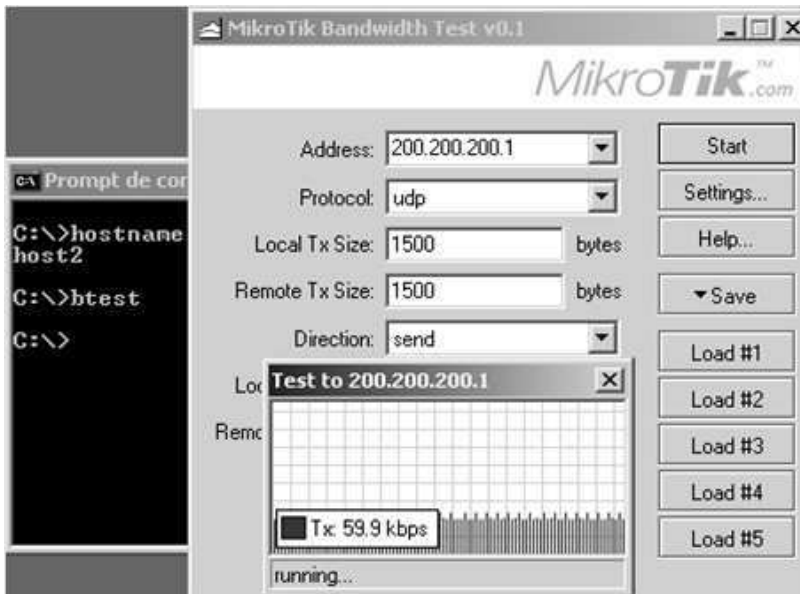 MikroTik Bandwidth Test v0.1
MikroTik™.com
Address: 200.200.200.1
Start
Protocol: udp
Settings...
Local Tx Size: 1500 bytes
Help...
Remote Tx Size: 1500 bytes
Save
Direction: send
Load #1
Load #2
Load #3
Load #4
Load #5
Prompt de
C:\>hostname
host2
C:\>btest
C:\>
Test to 200.200.200.1
Tx: 59.9 kbps
running...